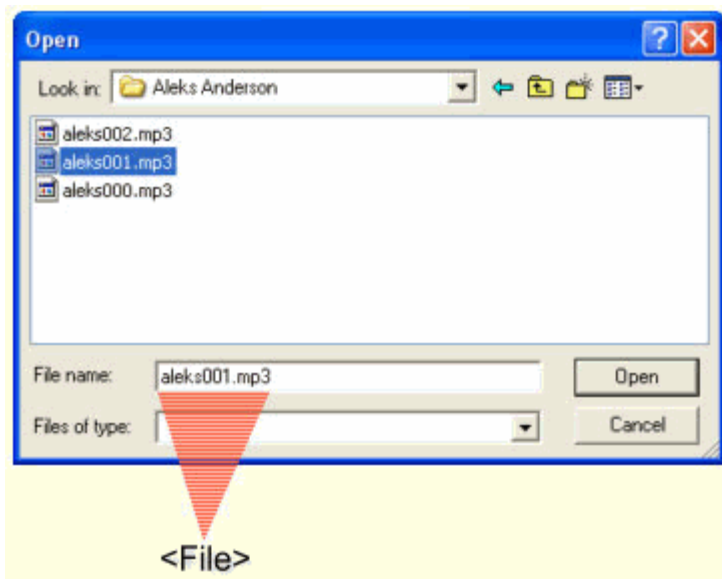 Open
Look in: Aleks Anderson
aleks002.mp3
aleks001.mp3
aleks000.mp3
File name: aleks001.mp3 Open
Files of type: Cancel
<File>